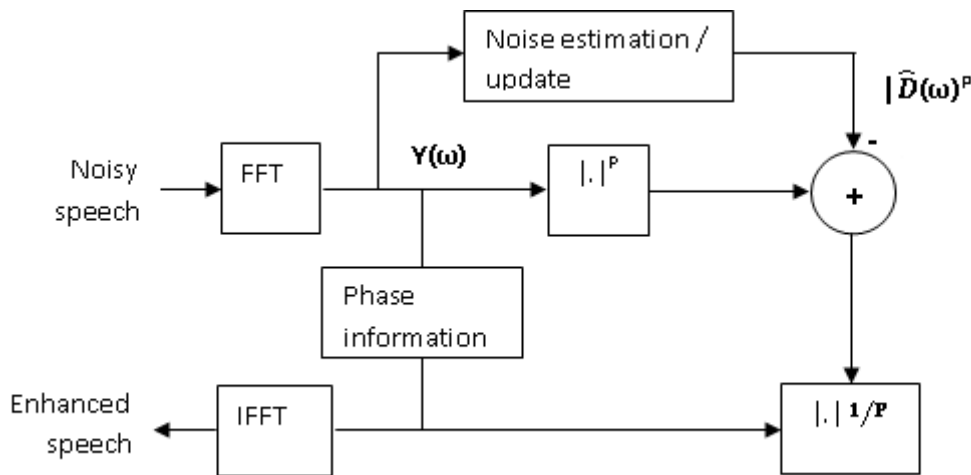 Noise estimation /
update
| D̂(ω)ᴾ
-
Noisy
speech
FFT
Y(ω)
|.|ᴾ
+
Phase
information
Enhanced
speech
IFFT
|.| 1/P